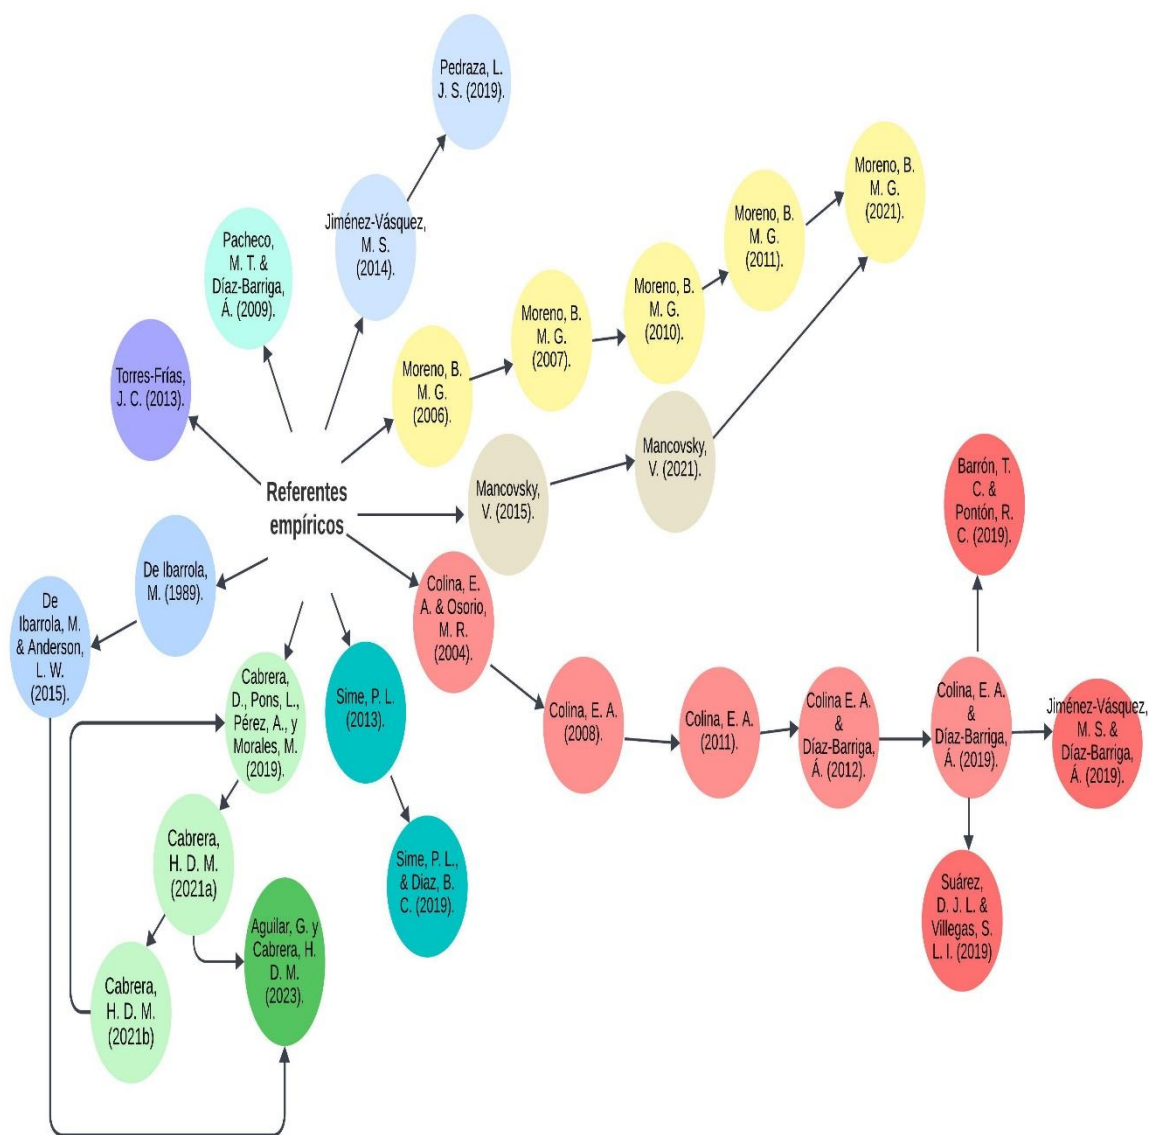 Pedraza, L.
J. S. (2019).
Jiménez-Vásquez,
M. S.
(2014).
Pacheco,
M. T. &
Díaz-Barriga,
Á. (2009).
Torres-Frías,
J. C. (2013).
Moreno, B.
M. G.
(2006).
Moreno, B.
M. G.
(2007).
Moreno, B.
M. G.
(2010).
Moreno, B.
M. G.
(2011).
Moreno, B.
M. G.
(2021).
Mancovsky,
V. (2015).
Mancovsky,
V. (2021).
Referentes
empíricos
De Ibarrola,
M. (1989).
De
Ibarrola, M.
& Anderson,
L. W.
(2015).
Cabrera,
D., Pons, L.,
Pérez, A., y
Morales, M.
(2019).
Cabrera,
H. D. M.
(2021a)
Cabrera,
H. D. M.
(2021b)
Aguilar, G. y
Cabrera, H.
D. M.
(2023).
Sime, P. L.
(2013).
Sime, P. L.,
& Diaz, B.
C. (2019).
Colina, E.
A. & Osorio,
M. R.
(2004).
Colina, E. A.
(2008).
Colina, E. A.
(2011).
Colina E. A.
&
Díaz-Barriga,
Á. (2012).
Colina, E. A.
&
Díaz-Barriga,
Á. (2019).
Barrón, T.
C. &
Pontón, R.
C. (2019).
Jiménez-Vásquez,
M. S. &
Díaz-Barriga,
Á. (2019).
Suárez,
D. J. L. &
Villegas, S.
L. I. (2019)